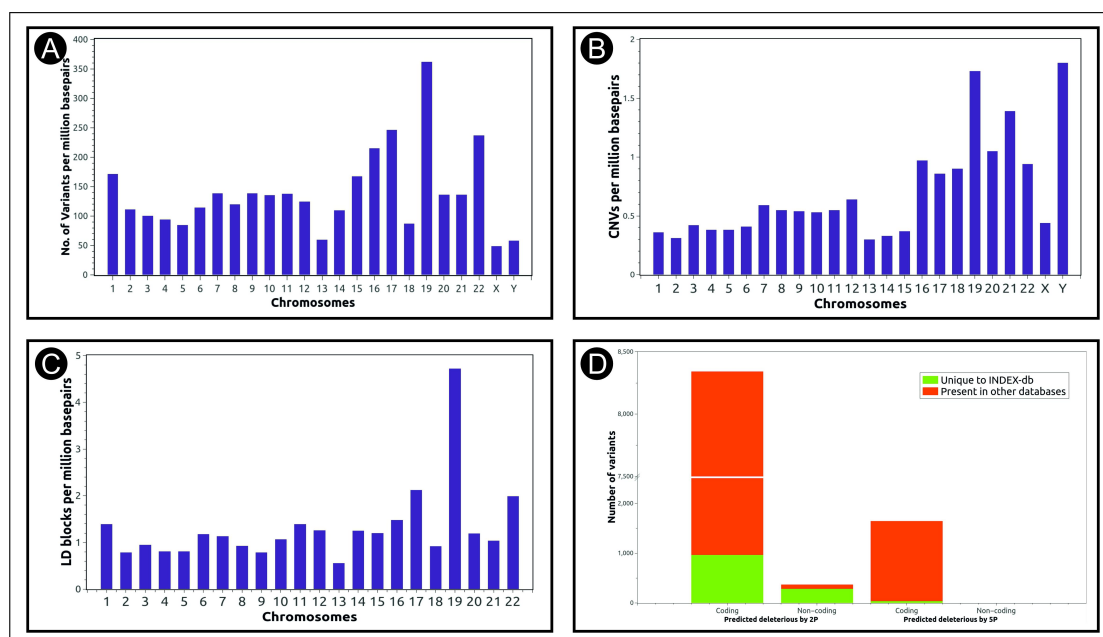 A
No. of Variants per million basepairs
400
350
300
250
200
150
100
50
0
1 2 3 4 5 6 7 8 9 10 11 12 13 14 15 16 17 18 19 20 21 22 X Y
Chromosomes
B
CNVs per million basepairs
2
1.5
1
0.5
0
1 2 3 4 5 6 7 8 9 10 11 12 13 14 15 16 17 18 19 20 21 22 X Y
Chromosomes
C
LD blocks per million basepairs
5
4
3
2
1
0
1 2 3 4 5 6 7 8 9 10 11 12 13 14 15 16 17 18 19 20 21 22
Chromosomes
D
Number of variants
8,500
8,000
7,500
2,000
1,000
0
Unique to INDEX-db
Present in other databases
Coding Non-coding Coding Non-coding
Predicted deleterious by 2P Predicted deleterious by 5P